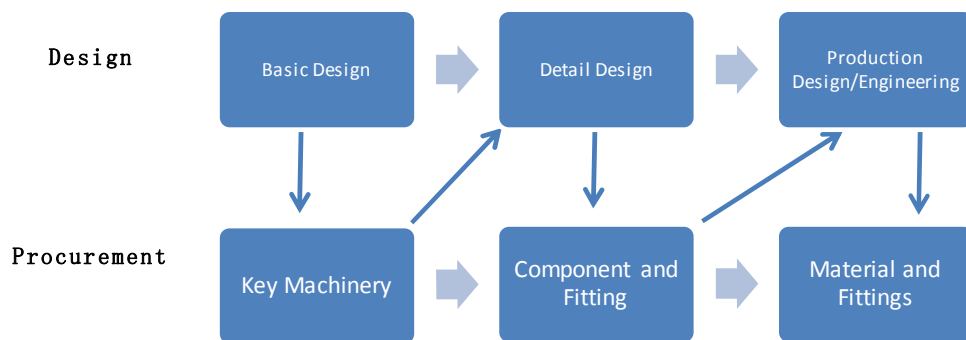 Design
Basic Design
Detail Design
Production
Design/Engineering
Procurement
Key Machinery
Component and
Fitting
Material and
Fittings